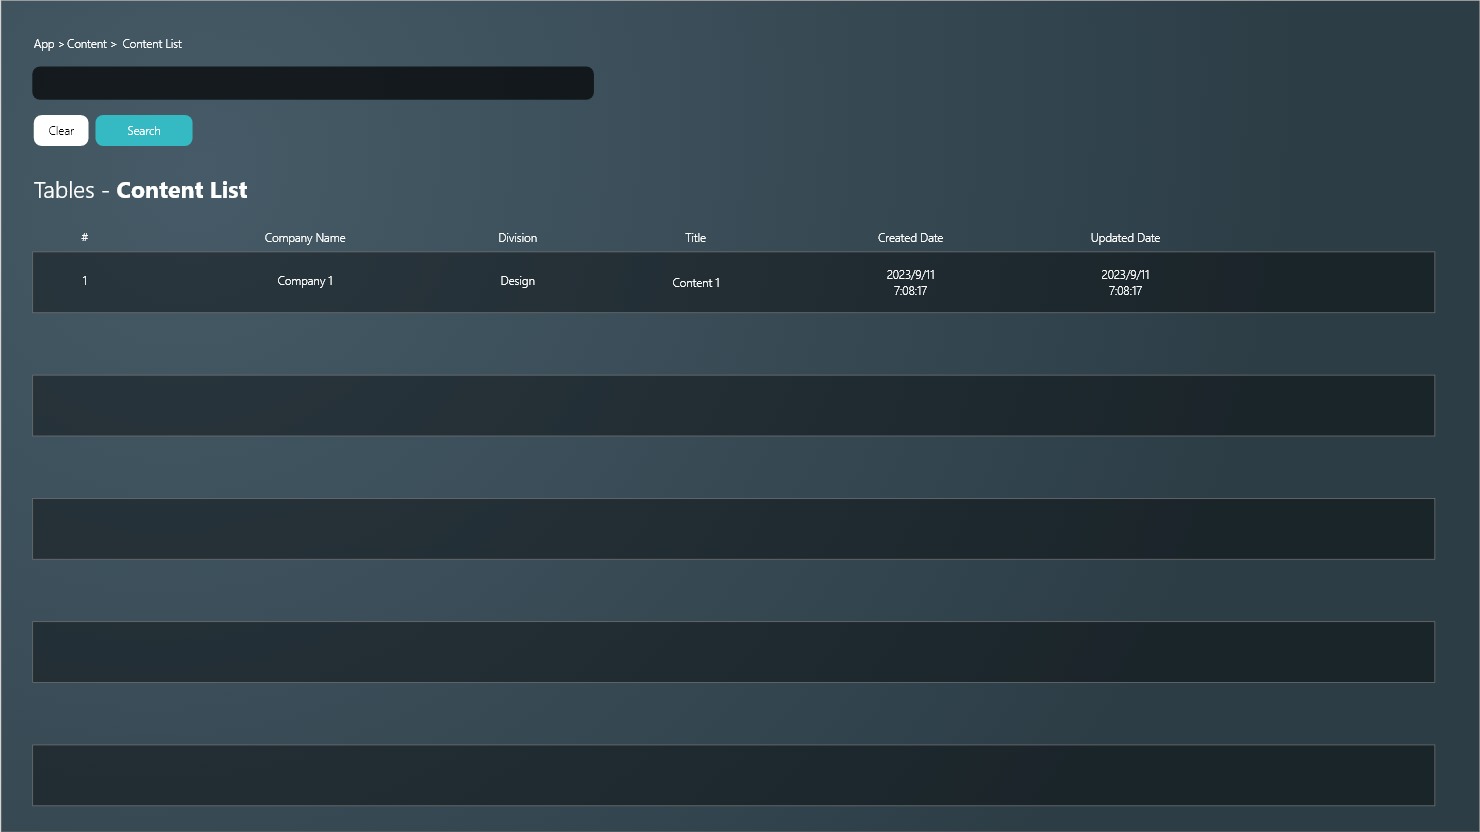 App > Content > Content List
Clear Search
Tables - Content List
# Company Name Division Title Created Date Updated Date
1 Company 1 Design Content 1 2023/9/11 7:08:17 2023/9/11 7:08:17